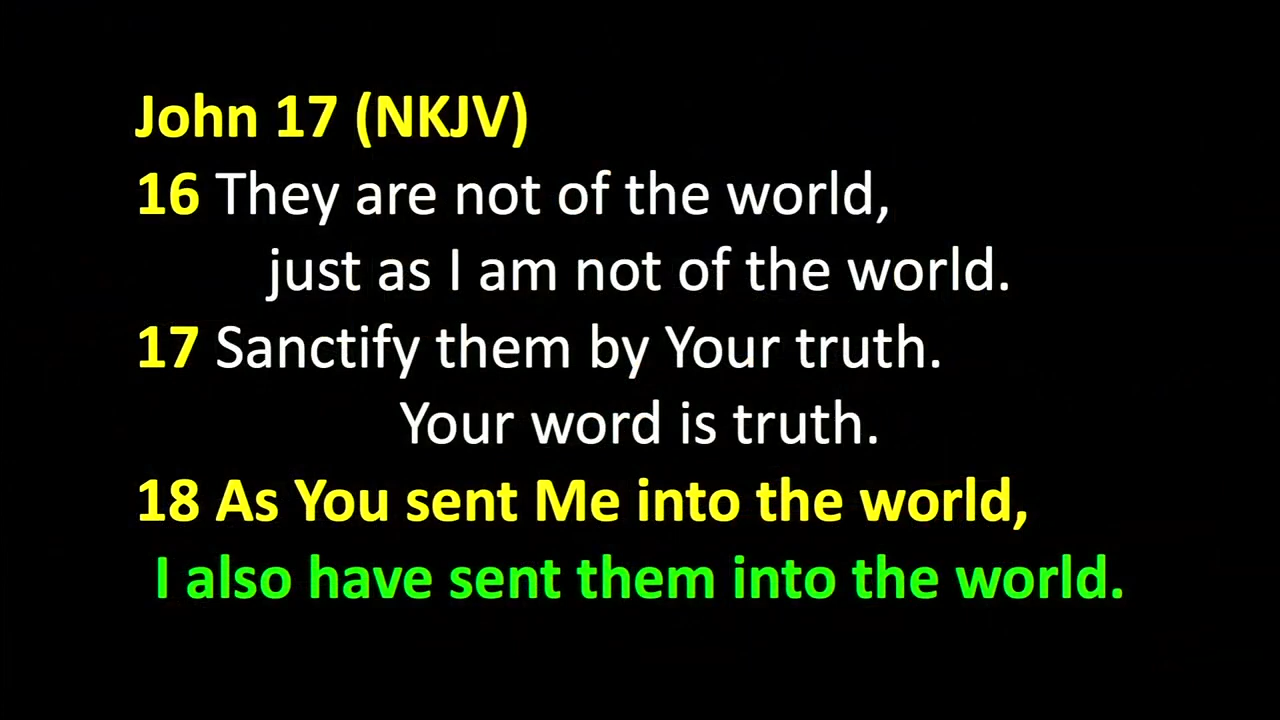 John 17 (NKJV)
16 They are not of the world,
just as I am not of the world.
17 Sanctify them by Your truth.
Your word is truth.
18 As You sent Me into the world,
I also have sent them into the world.